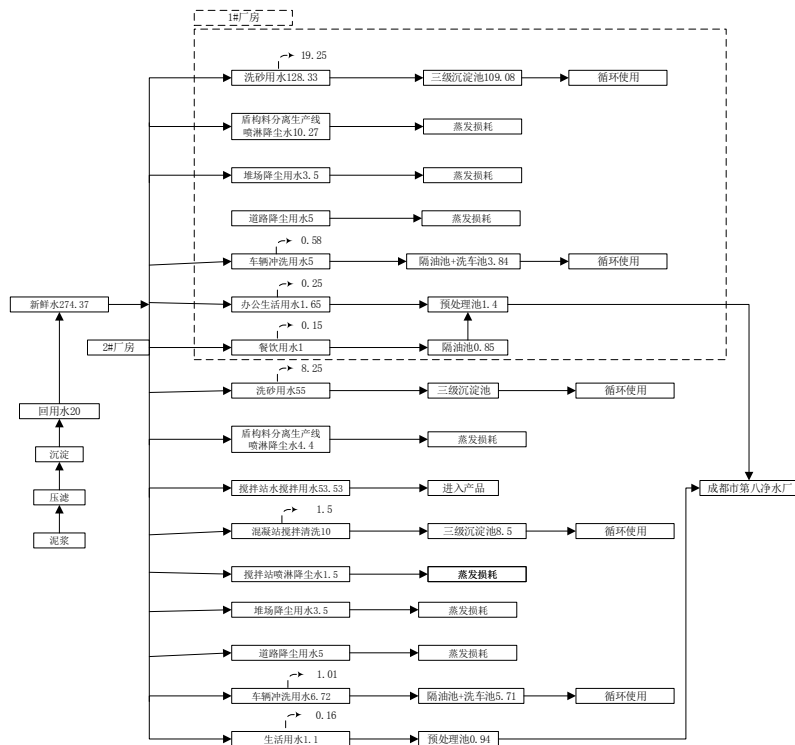 1#厂房
19.25
洗砂用水128.33
三级沉淀池109.08
循环使用
盾构料分离生产线
喷淋降尘水10.27
蒸发损耗
堆场降尘用水3.5
蒸发损耗
道路降尘用水5
蒸发损耗
0.58
车辆冲洗用水5
隔油池+洗车池3.84
循环使用
0.25
新鲜水274.37
办公生活用水1.65
预处理池1.4
0.15
2#厂房
餐饮用水1
隔油池0.85
8.25
洗砂用水55
三级沉淀池
循环使用
回用水20
盾构料分离生产线
喷淋降尘水4.4
蒸发损耗
沉淀
搅拌站水搅拌用水53.53
进入产品
成都市第八净水厂
压滤
1.5
混凝站搅拌清洗10
三级沉淀池8.5
循环使用
泥浆
搅拌站喷淋降尘水1.5
蒸发损耗
堆场降尘用水3.5
蒸发损耗
道路降尘用水5
蒸发损耗
1.01
车辆冲洗用水6.72
隔油池+洗车池5.71
循环使用
0.16
生活用水1.1
预处理池0.94